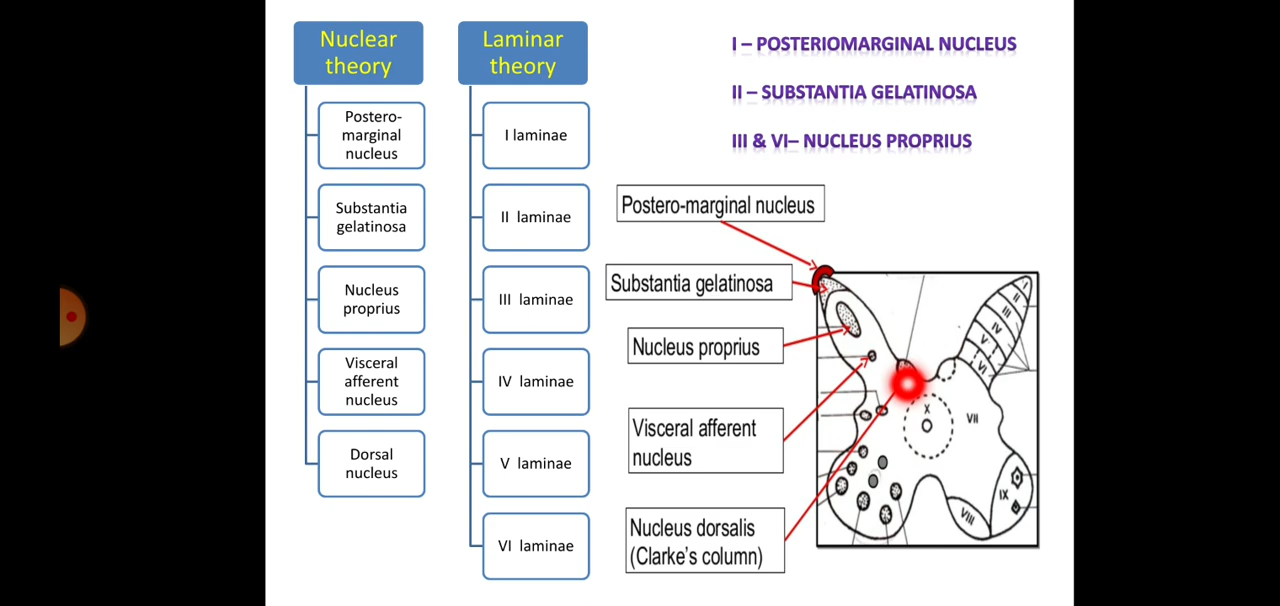 Nuclear
theory
Postero-
marginal
nucleus
Substantia
gelatinosa
Nucleus
proprius
Visceral
afferent
nucleus
Dorsal
nucleus
Laminar
theory
I laminae
II laminae
III laminae
IV laminae
V laminae
VI laminae
I – POSTERIOMARGINAL NUCLEUS
II – SUBSTANTIA GELATINOSA
III & VI– NUCLEUS PROPRIUS
Postero-marginal nucleus
Substantia gelatinosa
Nucleus proprius
Visceral afferent
nucleus
Nucleus dorsalis
(Clarke's column)
I
II
III
IV
V
VI
X
VII
IX
VIII